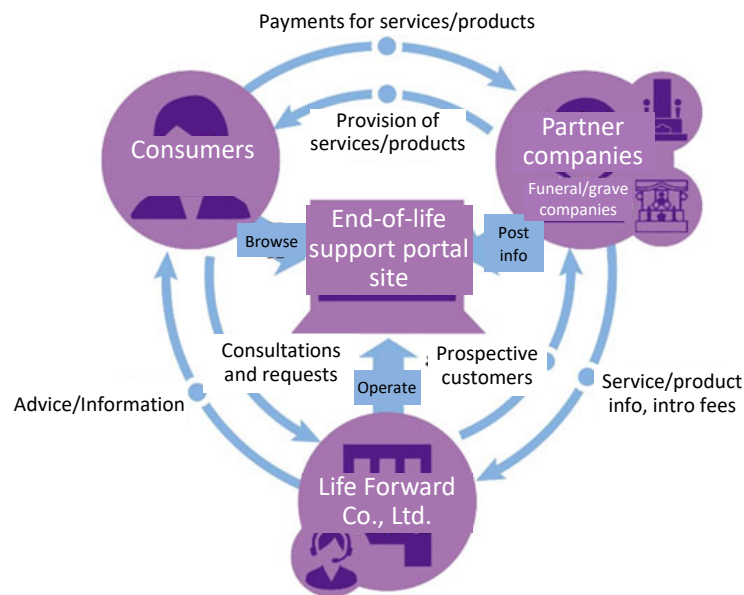 Payments for services/products
Provision of
services/products
Consumers
Partner
companies
Funeral/grave
companies
End-of-life
support portal
site
Browse
Post
info
Consultations
and requests
Prospective
customers
Operate
Advice/Information
Service/product
info, intro fees
Life Forward
Co., Ltd.